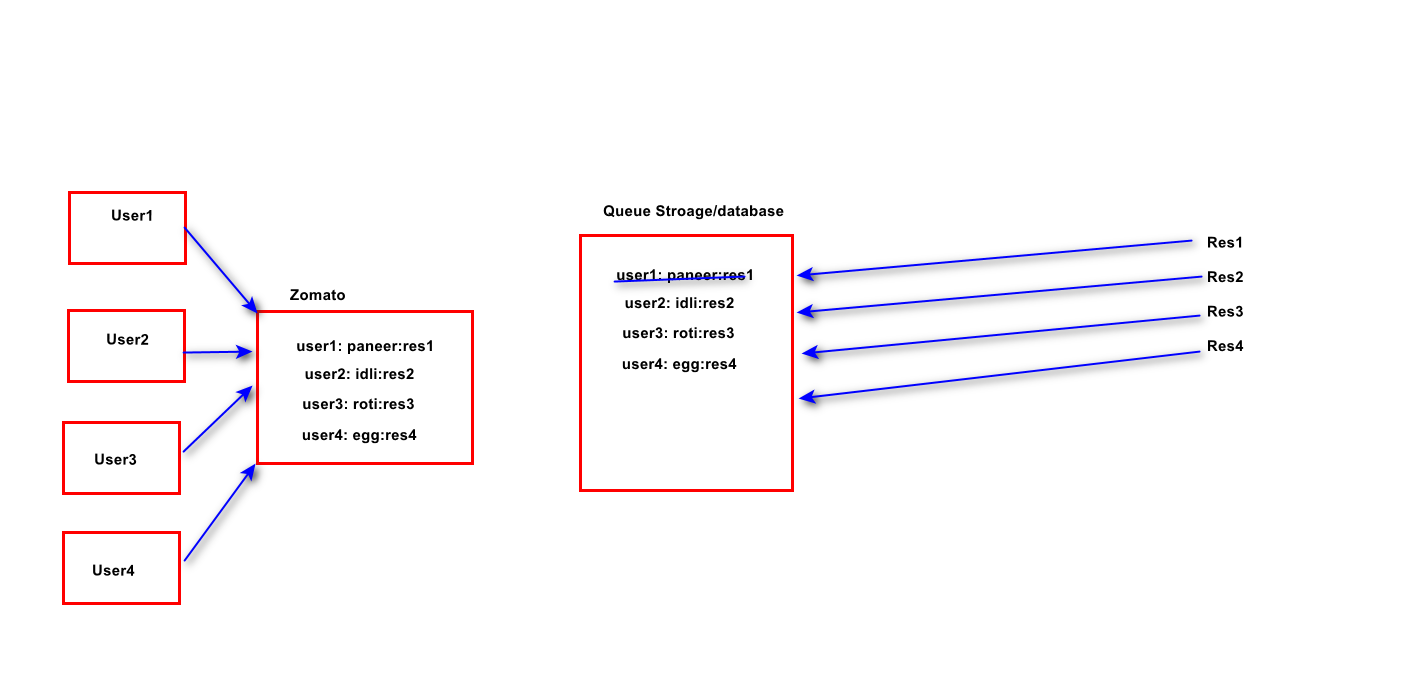 User1
User2
User3
User4
Zomato
user1: paneer:res1
user2: idli:res2
user3: roti:res3
user4: egg:res4
Queue Stroage/database
user1: paneer:res1
user2: idli:res2
user3: roti:res3
user4: egg:res4
Res1
Res2
Res3
Res4